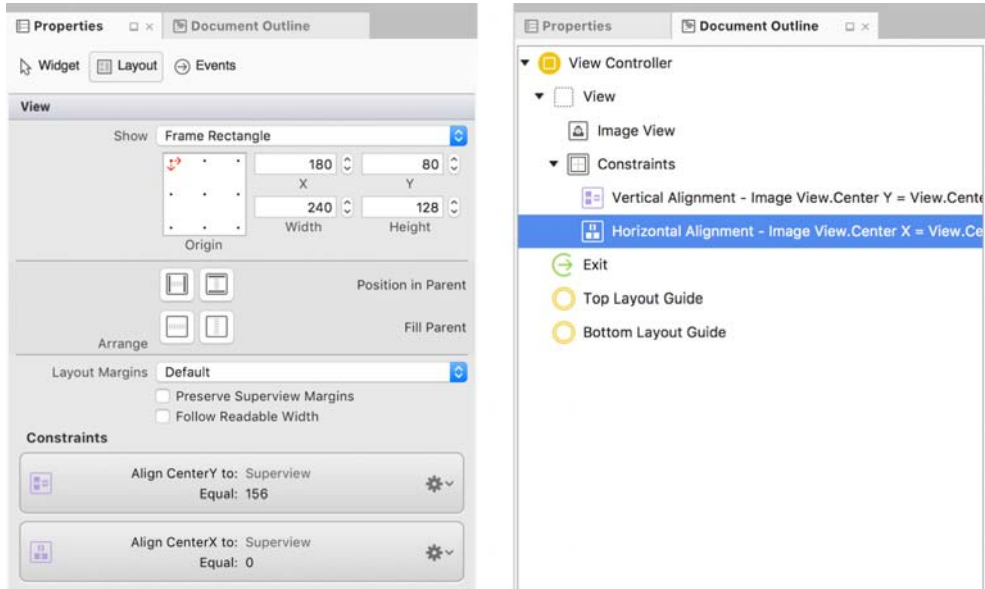 Properties
Document Outline
Widget
Layout
Events
View
Show Frame Rectangle
180 80
X Y
240 128
Width Height
Origin
Position in Parent
Fill Parent
Arrange
Layout Margins Default
Preserve Superview Margins
Follow Readable Width
Constraints
Align CenterY to: Superview
Equal: 156
Align CenterX to: Superview
Equal: 0
Properties
Document Outline
View Controller
View
Image View
Constraints
Vertical Alignment - Image View.Center Y = View.Cente
Horizontal Alignment - Image View.Center X = View.Ce
Exit
Top Layout Guide
Bottom Layout Guide